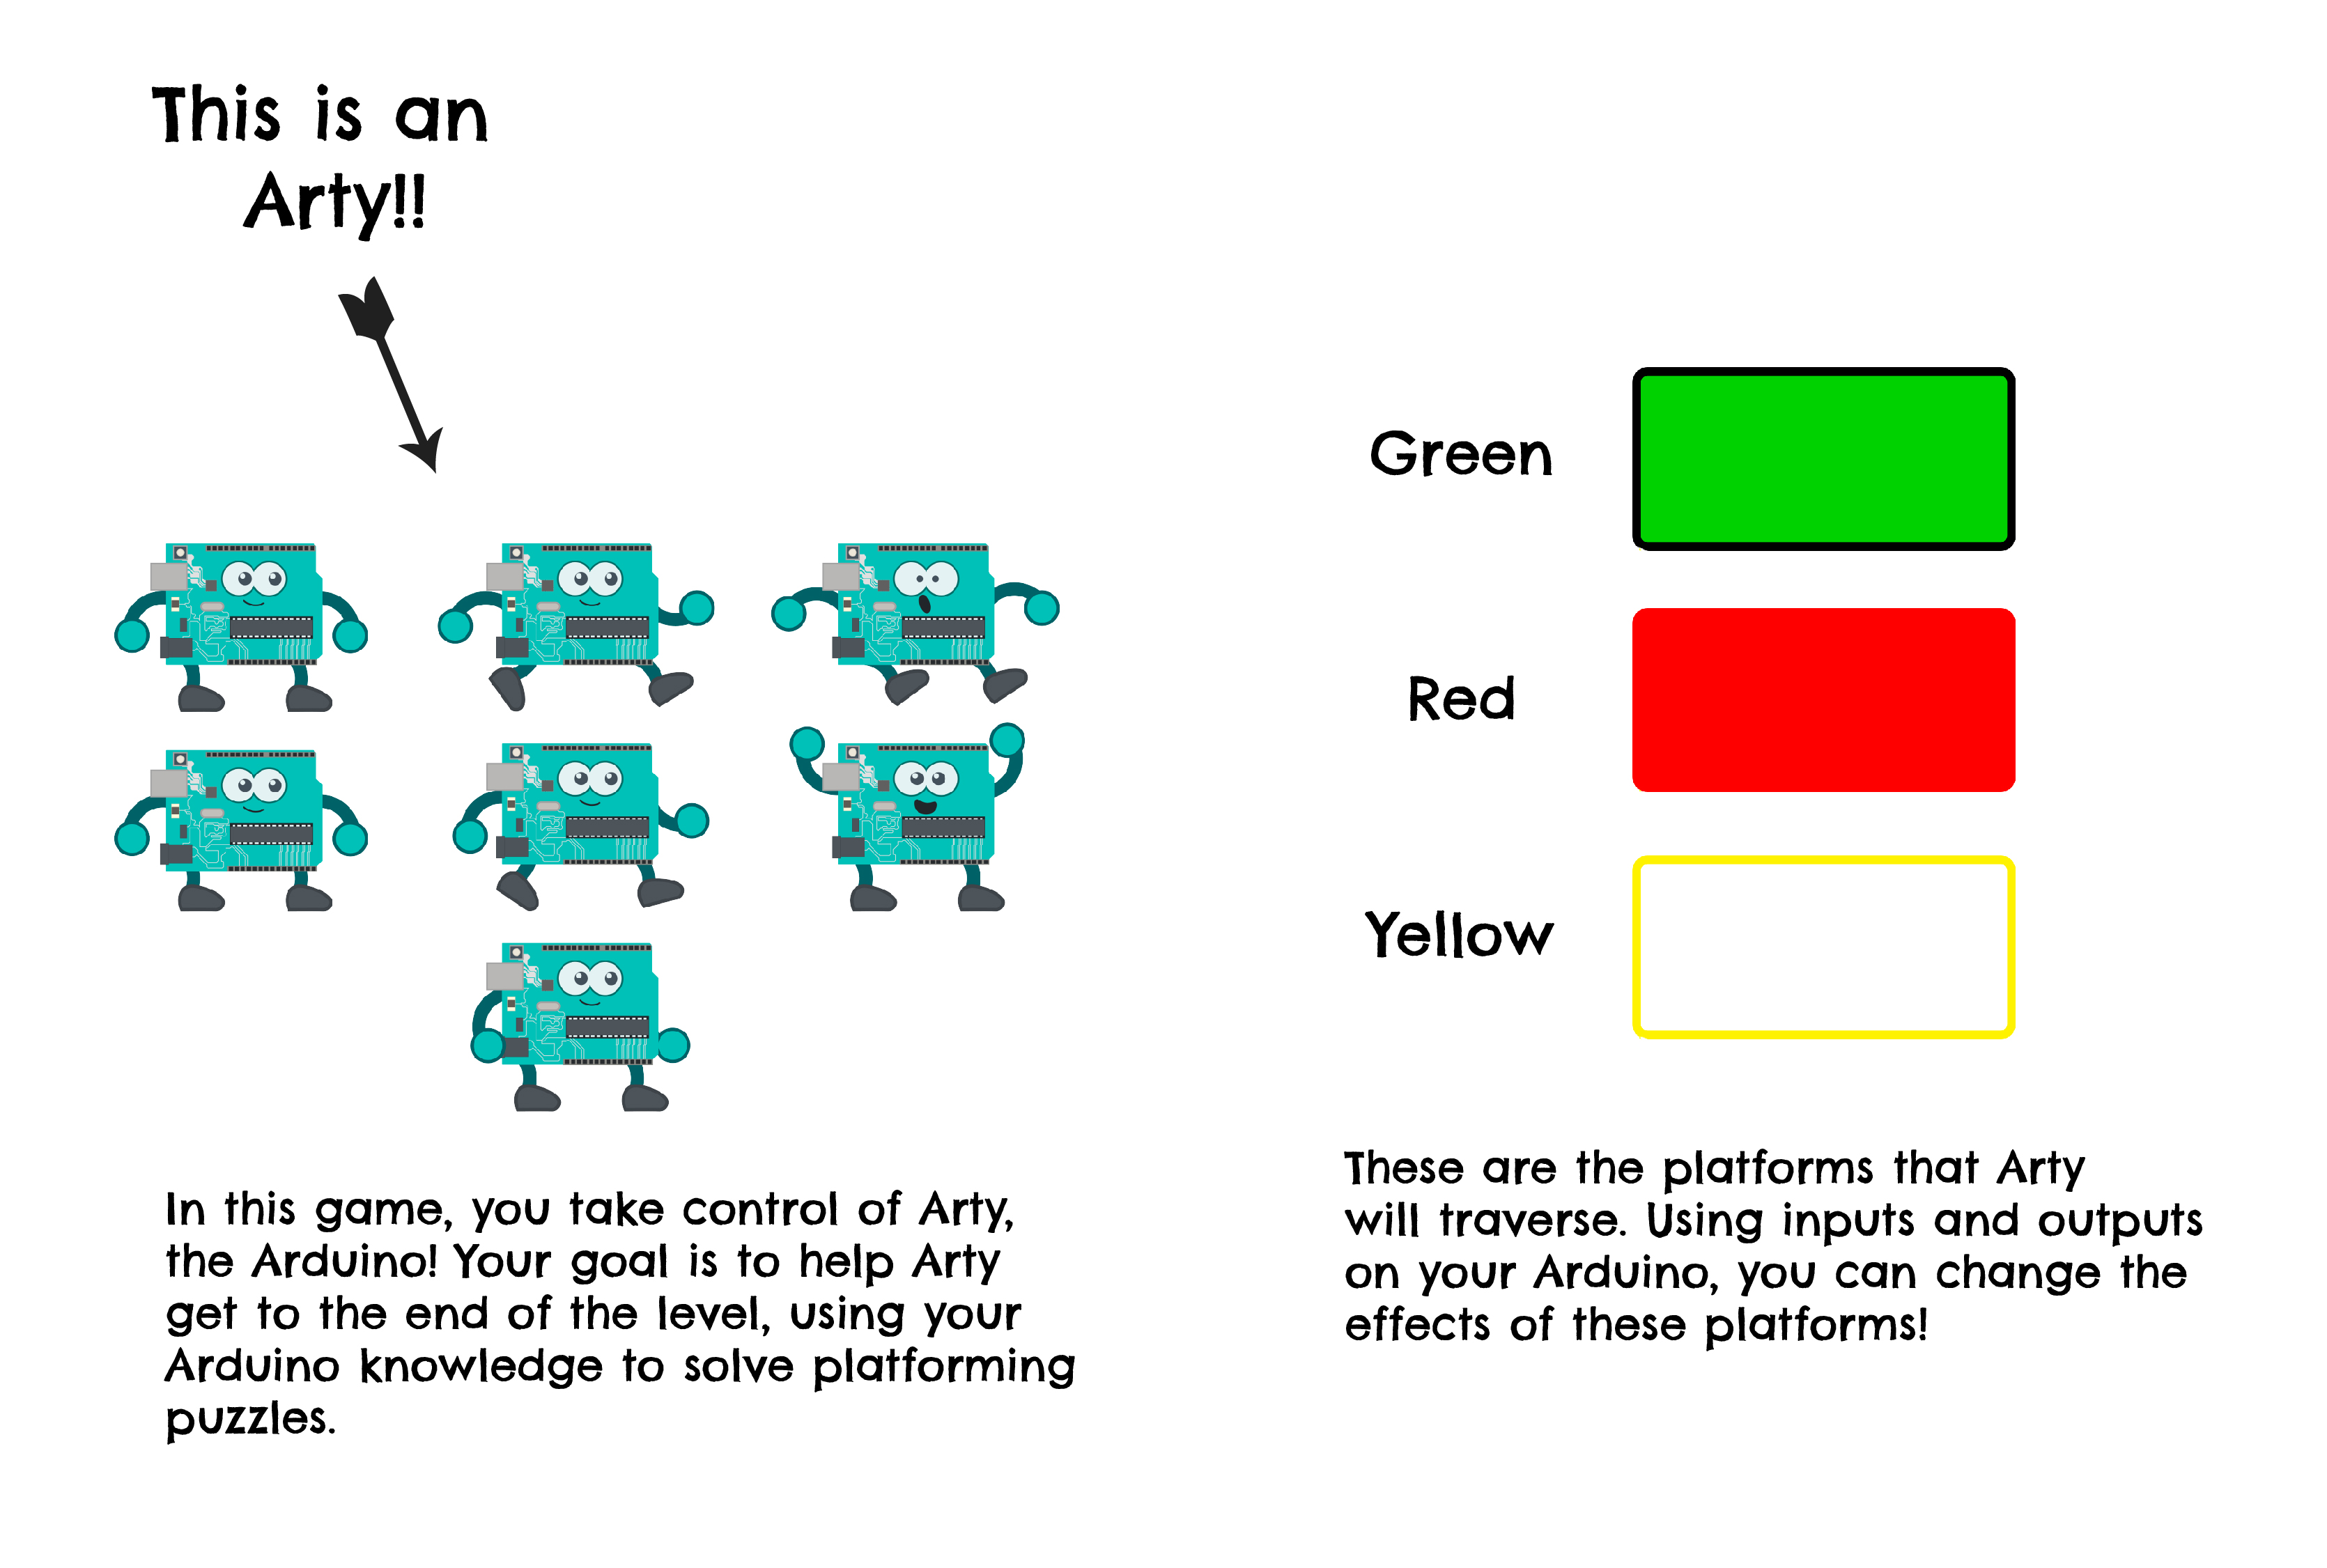 This is an
Arty!!
In this game, you take control of Arty,
the Arduino! Your goal is to help Arty
get to the end of the level, using your
Arduino knowledge to solve platforming
puzzles.
Green
Red
Yellow
These are the platforms that Arty
will traverse. Using inputs and outputs
on your Arduino, you can change the
effects of these platforms!